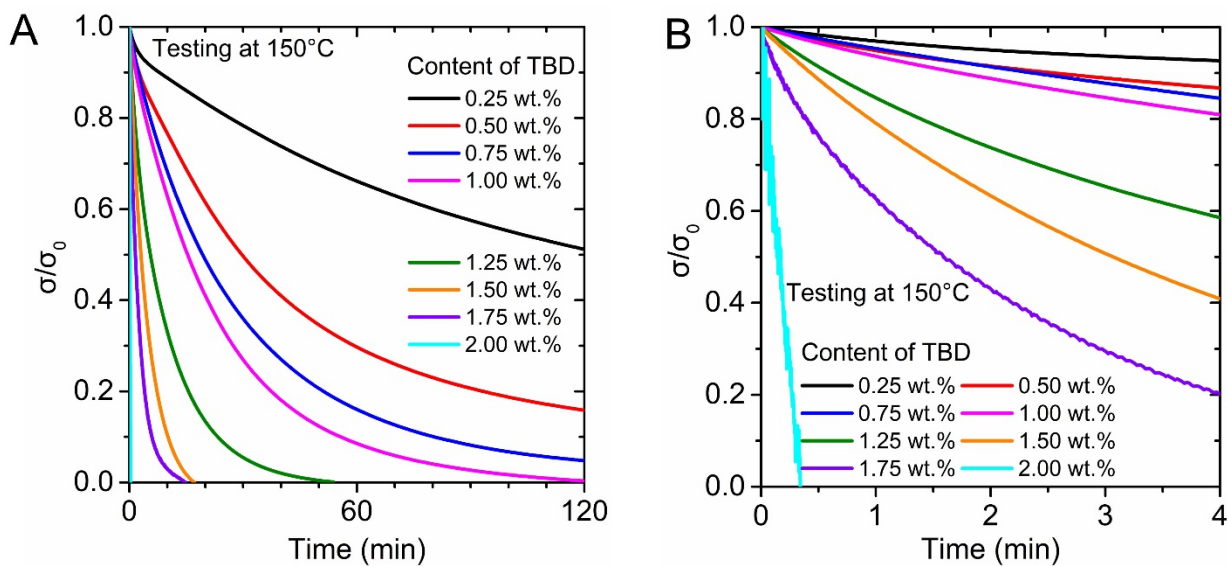 A
Testing at 150°C
Content of TBD
0.25 wt.%
0.50 wt.%
0.75 wt.%
1.00 wt.%
1.25 wt.%
1.50 wt.%
1.75 wt.%
2.00 wt.%
σ/σ₀
1.0
0.8
0.6
0.4
0.2
0.0
0 60 120
Time (min)
B
σ/σ₀
1.0
0.8
0.6
0.4
0.2
0.0
Testing at 150°C
Content of TBD
0.25 wt.% 0.50 wt.%
0.75 wt.% 1.00 wt.%
1.25 wt.% 1.50 wt.%
1.75 wt.% 2.00 wt.%
0 1 2 3 4
Time (min)